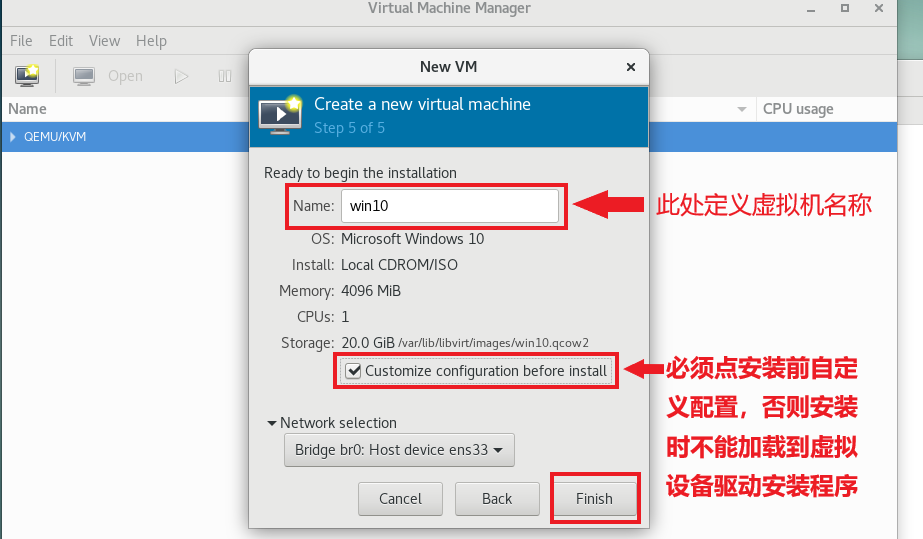 Virtual Machine Manager
File Edit View Help
Open
Name CPU usage
QEMU/KVM
New VM
Create a new virtual machine
Step 5 of 5
Ready to begin the installation
Name: win10
此处定义虚拟机名称
OS: Microsoft Windows 10
Install: Local CDROM/ISO
Memory: 4096 MiB
CPUs: 1
Storage: 20.0 GiB /var/lib/libvirt/images/win10.qcow2
Customize configuration before install
必须点安装前自定
义配置，否则安装
时不能加载到虚拟
设备驱动安装程序
Network selection
Bridge br0: Host device ens33
Cancel Back Finish